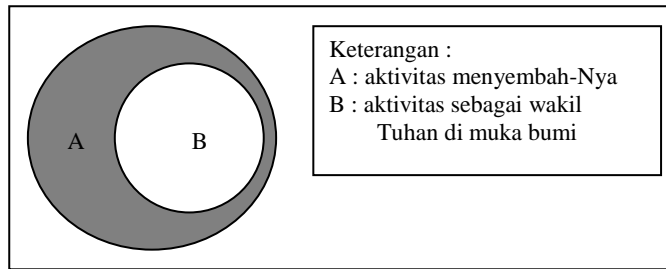 Keterangan :
A : aktivitas menyembah-Nya
B : aktivitas sebagai wakil
Tuhan di muka bumi
A
B